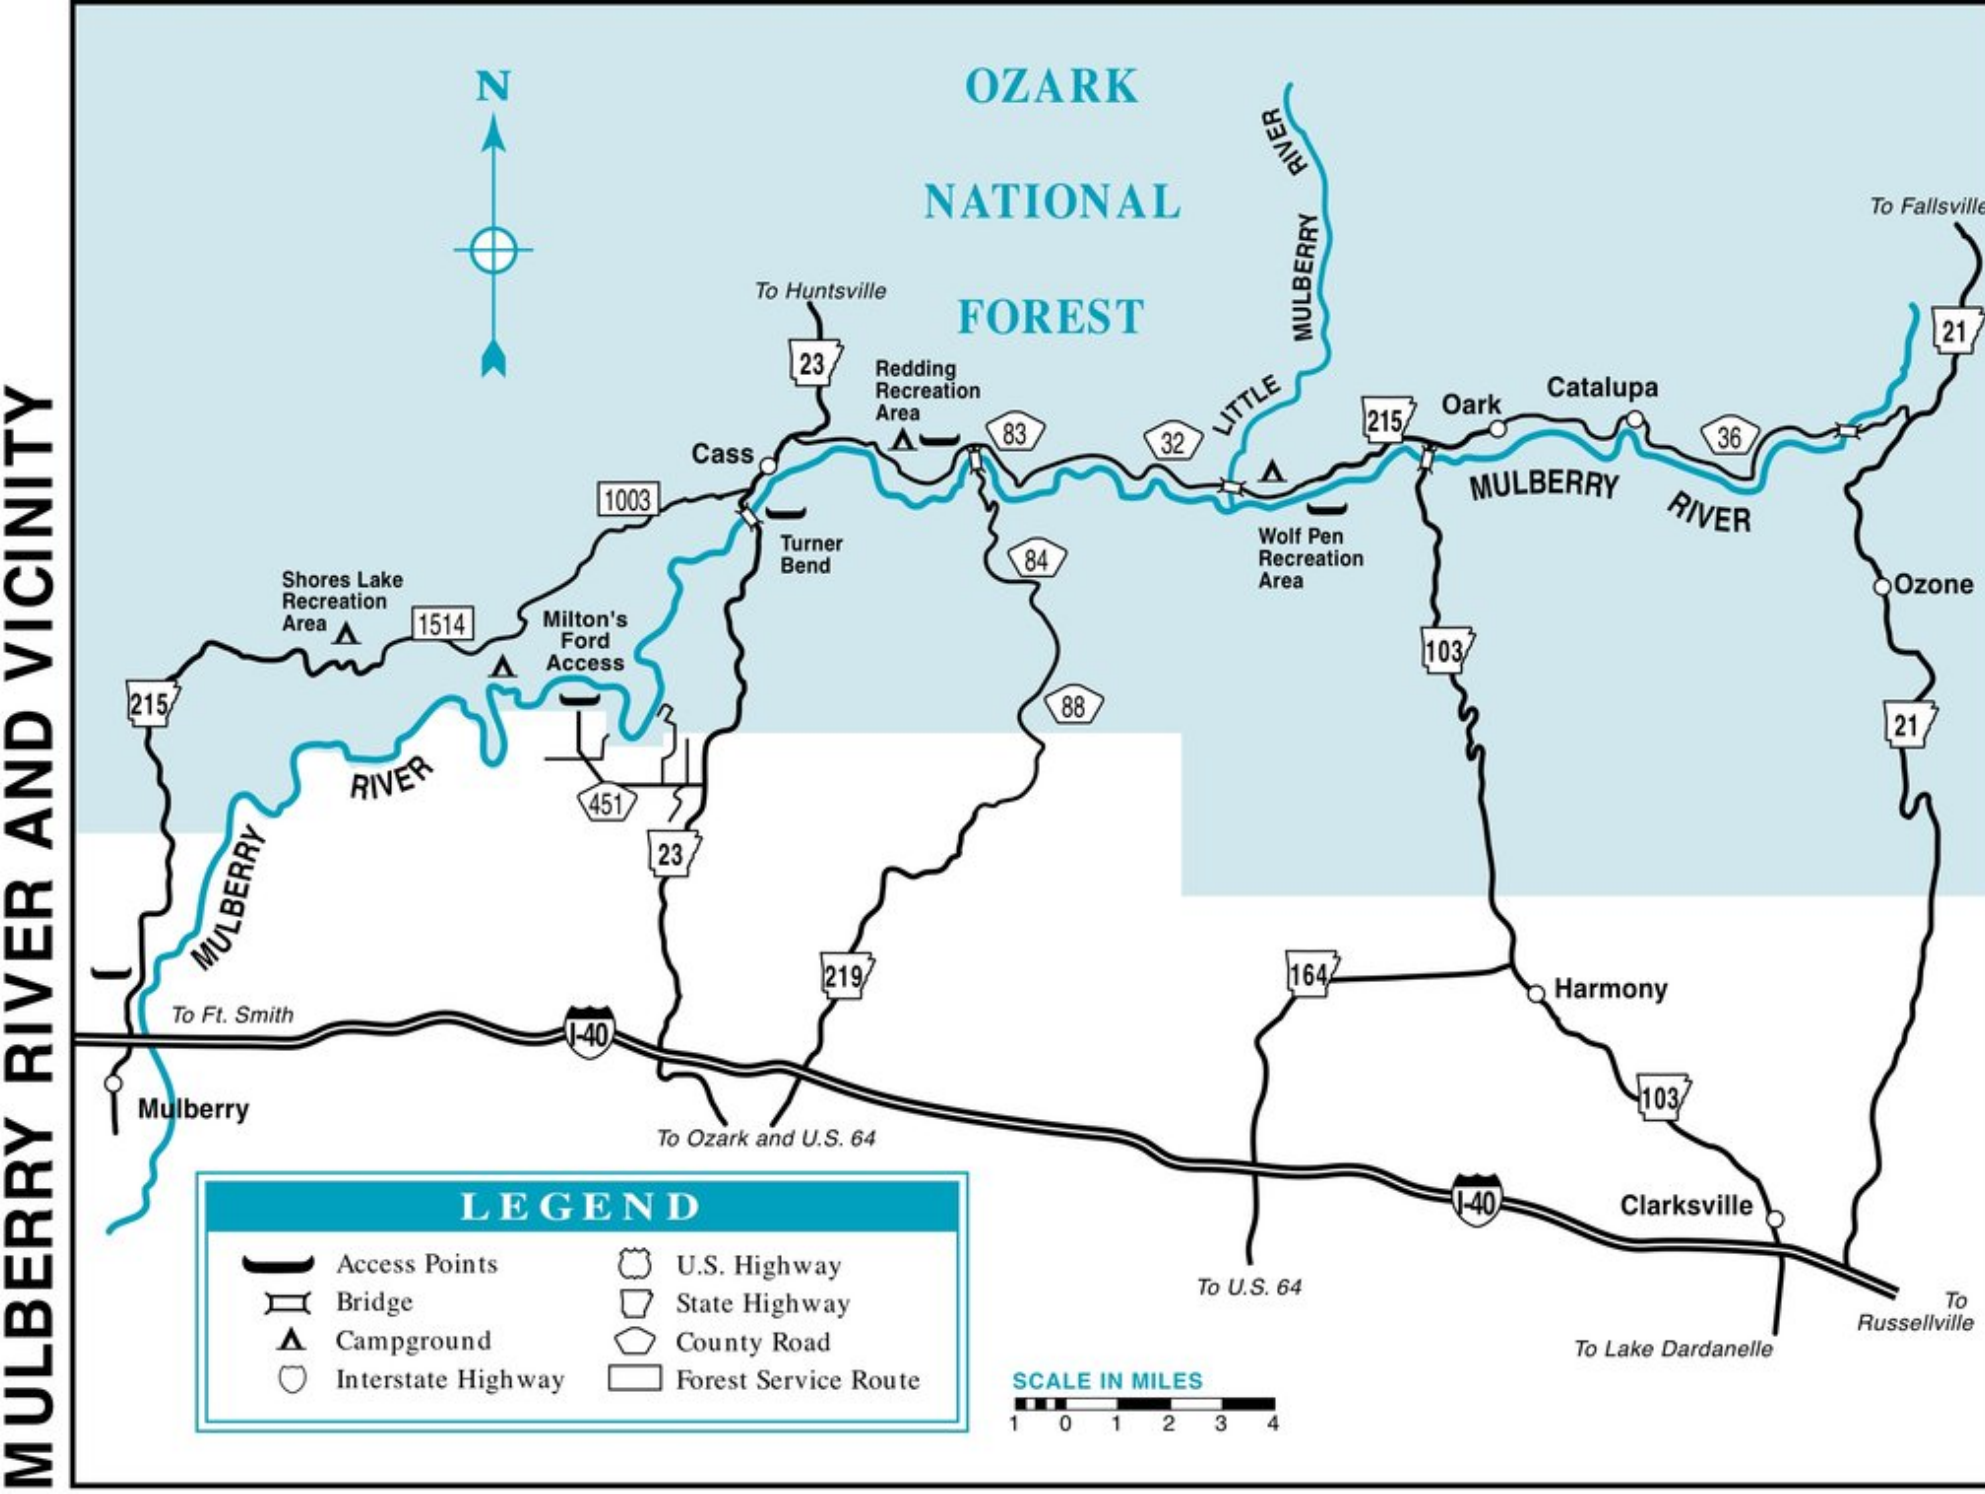 MULBERRY RIVER AND VICINITY
N
OZARK
NATIONAL
FOREST
LITTLE
MULBERRY
RIVER
To Fallsville
21
To Huntsville
23
Redding
Recreation
Area
83
32
215
Oark
Catalupa
36
Cass
1003
MULBERRY
RIVER
Turner
Bend
Wolf Pen
Recreation
Area
84
Ozone
Shores Lake
Recreation
Area
1514
Milton's
Ford
Access
103
215
88
21
RIVER
451
MULBERRY
23
219
164
Harmony
To Ft. Smith
I-40
Mulberry
103
To Ozark and U.S. 64
I-40
Clarksville
To U.S. 64
To
Russellville
To Lake Dardanelle
LEGEND
Access Points
Bridge
Campground
Interstate Highway
U.S. Highway
State Highway
County Road
Forest Service Route
SCALE IN MILES
1 0 1 2 3 4